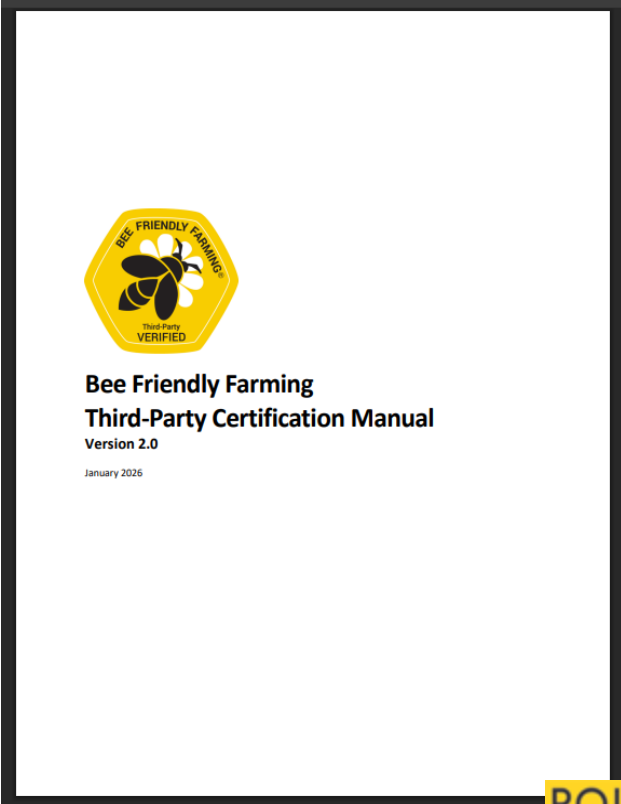 BEE FRIENDLY FARMING®
Third-Party
VERIFIED
Bee Friendly Farming
Third-Party Certification Manual
Version 2.0
January 2026